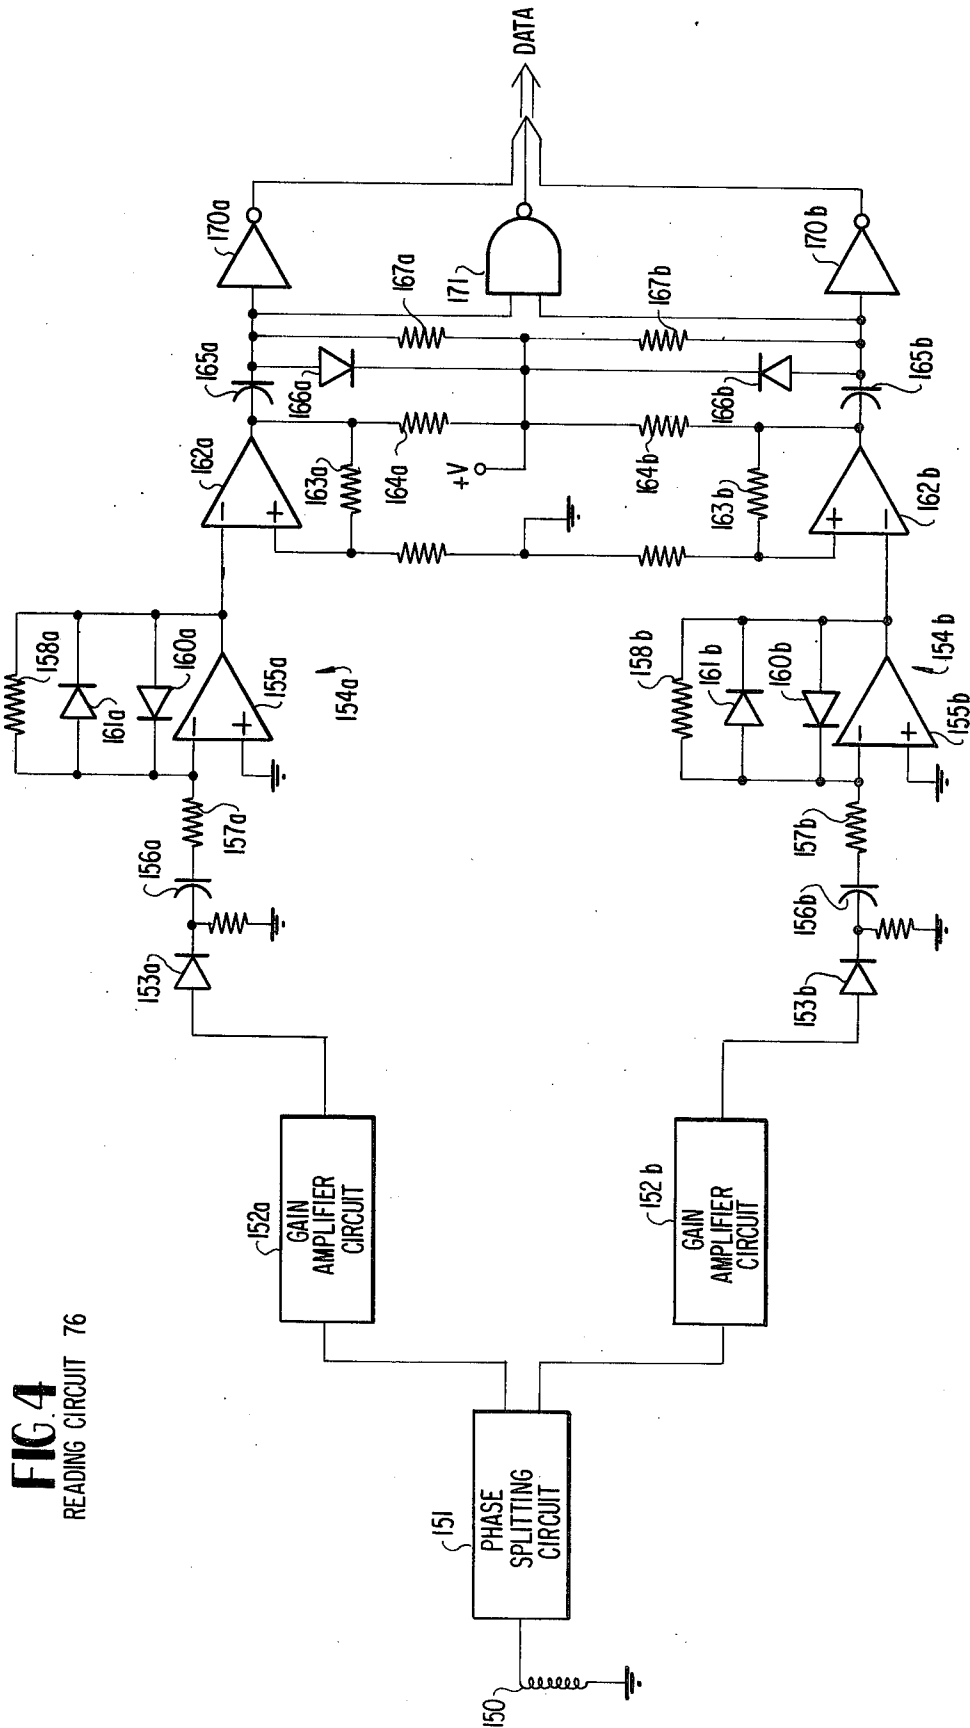 FIG. 4
READING CIRCUIT 76
150
151
PHASE
SPLITTING
CIRCUIT
152a
GAIN
AMPLIFIER
CIRCUIT
153a
156a
157a
158a
161a
160a
−
+
155a
154a
162a
−
+
163a
164a
165a
166a
167a
170a
+V
171
DATA
152b
GAIN
AMPLIFIER
CIRCUIT
153b
156b
157b
158b
161b
160b
−
+
155b
154b
162b
+
−
163b
164b
165b
166b
167b
170b